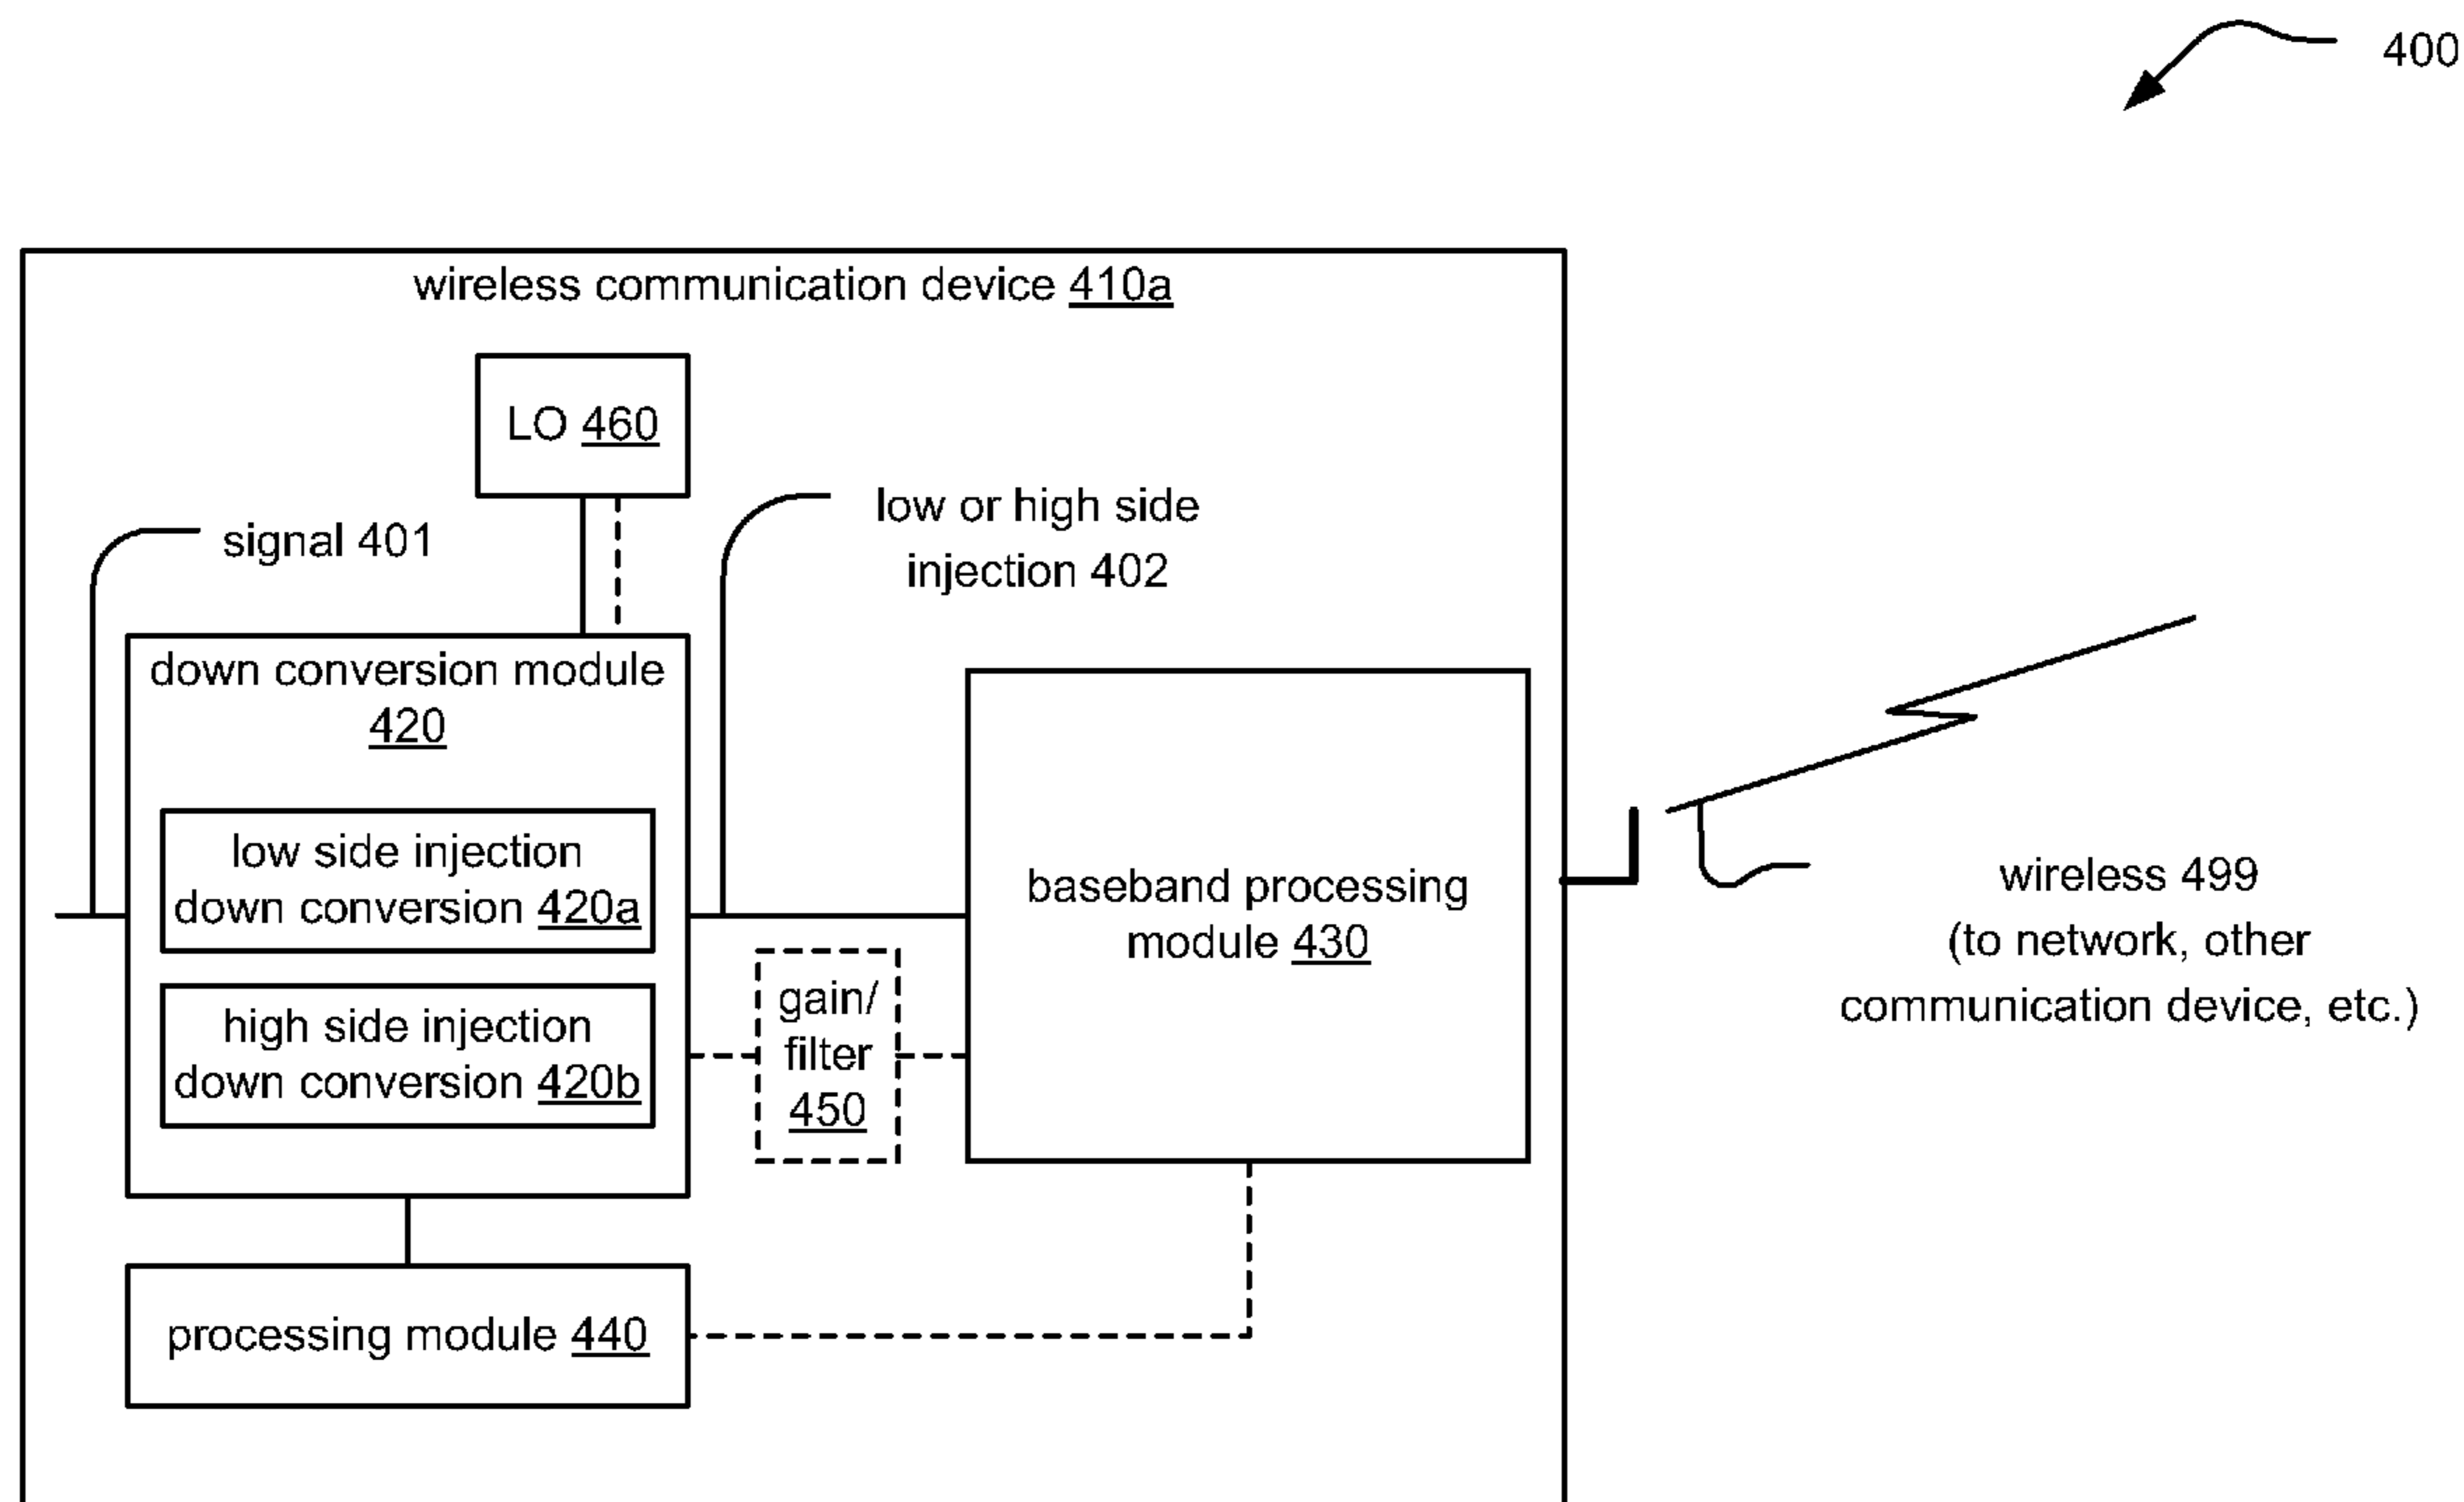 400
wireless communication device 410a
LO 460
signal 401
low or high side
injection 402
down conversion module
420
low side injection
down conversion 420a
high side injection
down conversion 420b
gain/
filter
450
baseband processing
module 430
wireless 499
(to network, other
communication device, etc.)
processing module 440